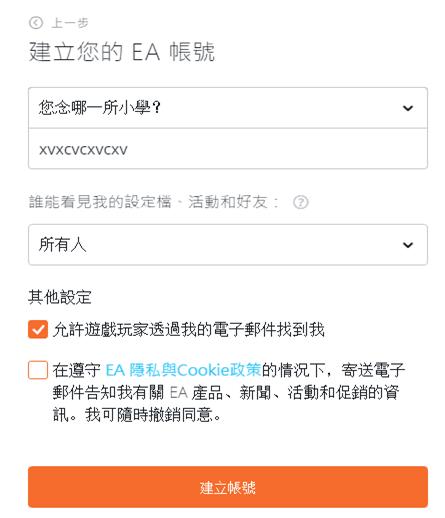 上一步
建立您的 EA 帳號
您念哪一所小學?
xvxcvcxvcxv
誰能看見我的設定檔、活動和好友：
所有人
其他設定
允許遊戲玩家透過我的電子郵件找到我
在遵守 EA 隱私與Cookie政策的情況下，寄送電子
郵件告知我有關 EA 產品、新聞、活動和促銷的資
訊。我可隨時撤銷同意。
建立帳號